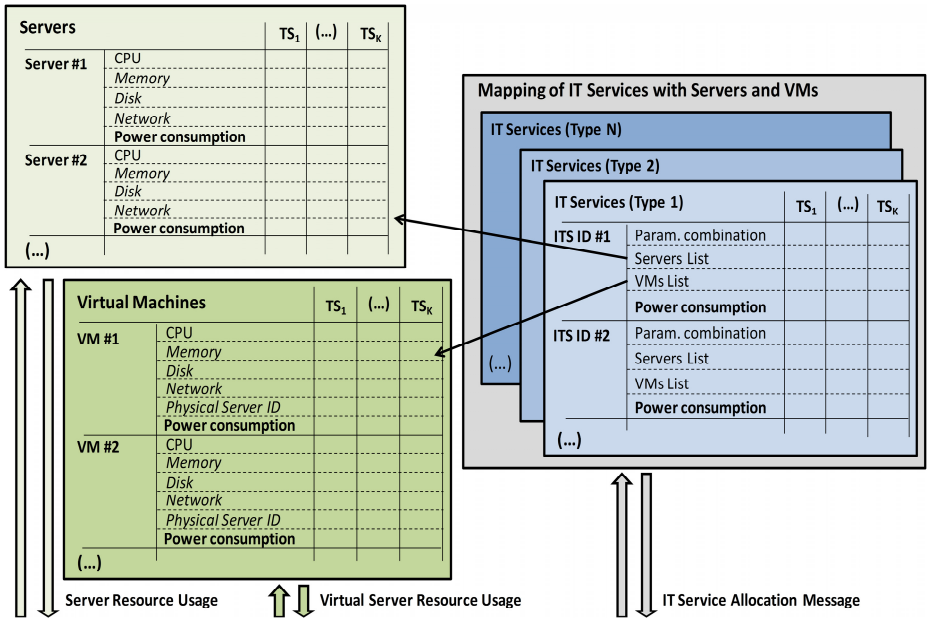 Servers TS1 (...) TSK
Server #1 CPU
Memory
Disk
Network
Power consumption
Server #2 CPU
Memory
Disk
Network
Power consumption
(...)
Virtual Machines TS1 (...) TSK
VM #1 CPU
Memory
Disk
Network
Physical Server ID
Power consumption
VM #2 CPU
Memory
Disk
Network
Physical Server ID
Power consumption
(...)
Mapping of IT Services with Servers and VMs
IT Services (Type N)
(...)
IT Services (Type 2)
IT Services (Type 1) TS1 (...) TSK
ITS ID #1 Param. combination
Servers List
VMs List
Power consumption
ITS ID #2 Param. combination
Servers List
VMs List
Power consumption
(...)
Server Resource Usage
Virtual Server Resource Usage
IT Service Allocation Message